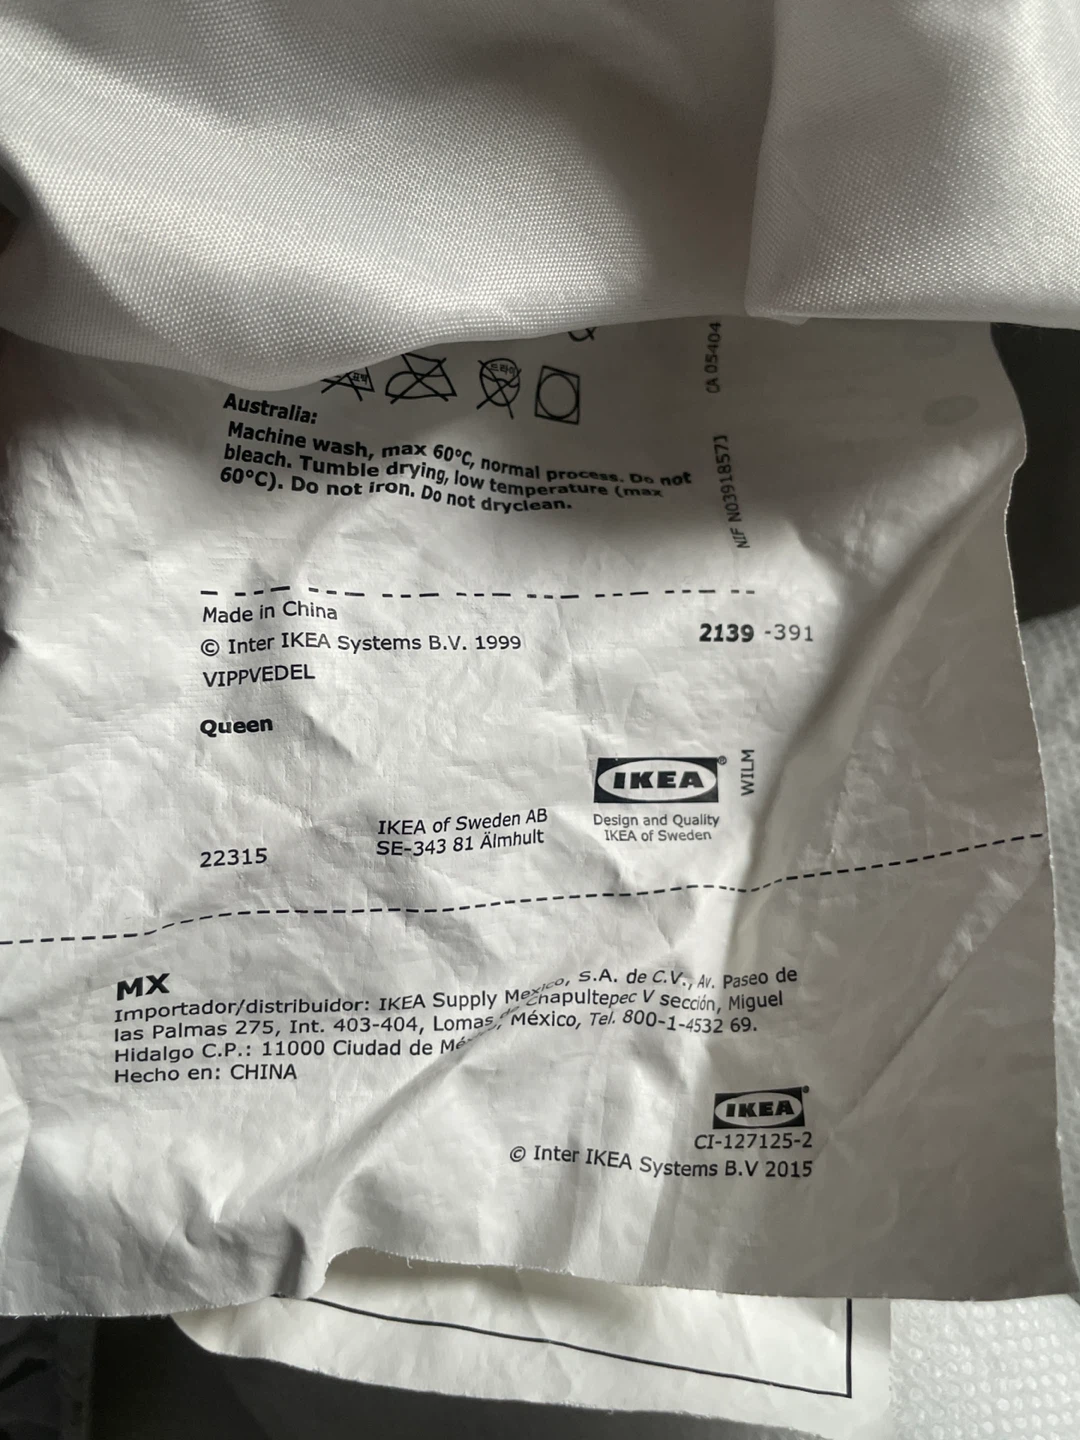 CA 05404
NIF N0391857J
Australia:
Machine wash, max 60°C, normal process. Do not
bleach. Tumble drying, low temperature (max
60°C). Do not iron. Do not dryclean.
Made in China
© Inter IKEA Systems B.V. 1999
2139 -391
VIPPVEDEL
Queen
IKEA
WILM
Design and Quality
IKEA of Sweden
IKEA of Sweden AB
SE-343 81 Älmhult
22315
MX
Importador/distribuidor: IKEA Supply Mexico, S.A. de C.V., Av. Paseo de
las Palmas 275, Int. 403-404, Lomas de Chapultepec V sección, Miguel
Hidalgo C.P.: 11000 Ciudad de México, Tel. 800-1-4532 69.
Hecho en: CHINA
IKEA
CI-127125-2
© Inter IKEA Systems B.V 2015